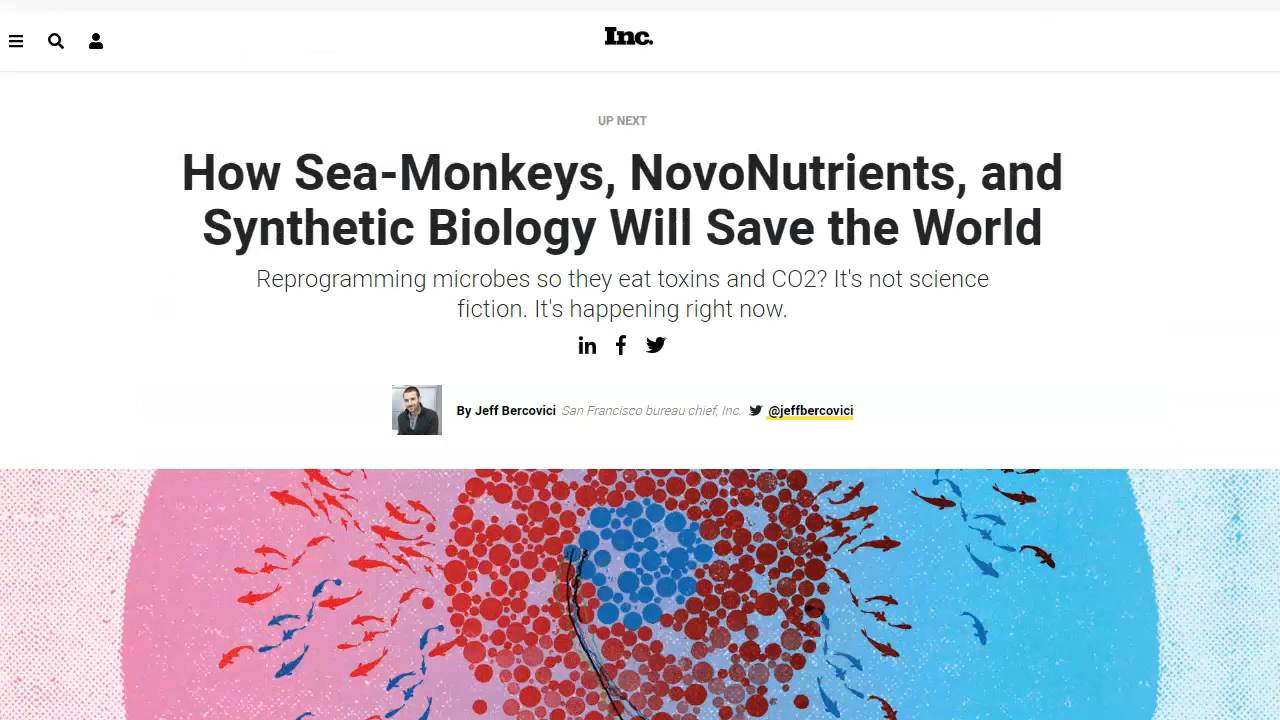 Inc.
UP NEXT
How Sea-Monkeys, NovoNutrients, and
Synthetic Biology Will Save the World
Reprogramming microbes so they eat toxins and CO2? It's not science
fiction. It's happening right now.
By Jeff Bercovici San Francisco bureau chief, Inc. @jeffbercovici